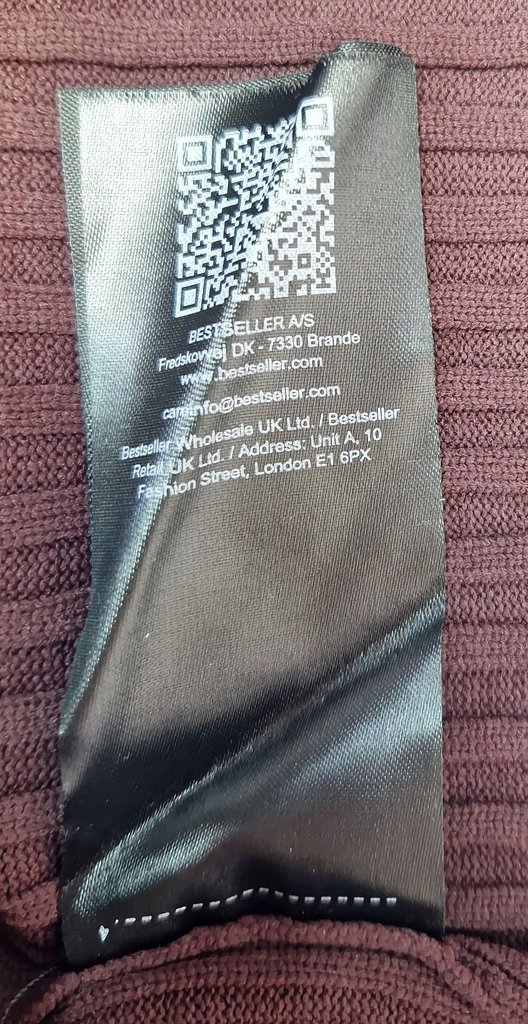 BESTSELLER A/S
Fredskovvej DK - 7330 Brande
www.bestseller.com
careinfo@bestseller.com
Bestseller Wholesale UK Ltd. / Bestseller
Retail UK Ltd. / Address: Unit A, 10
Fashion Street, London E1 6PX